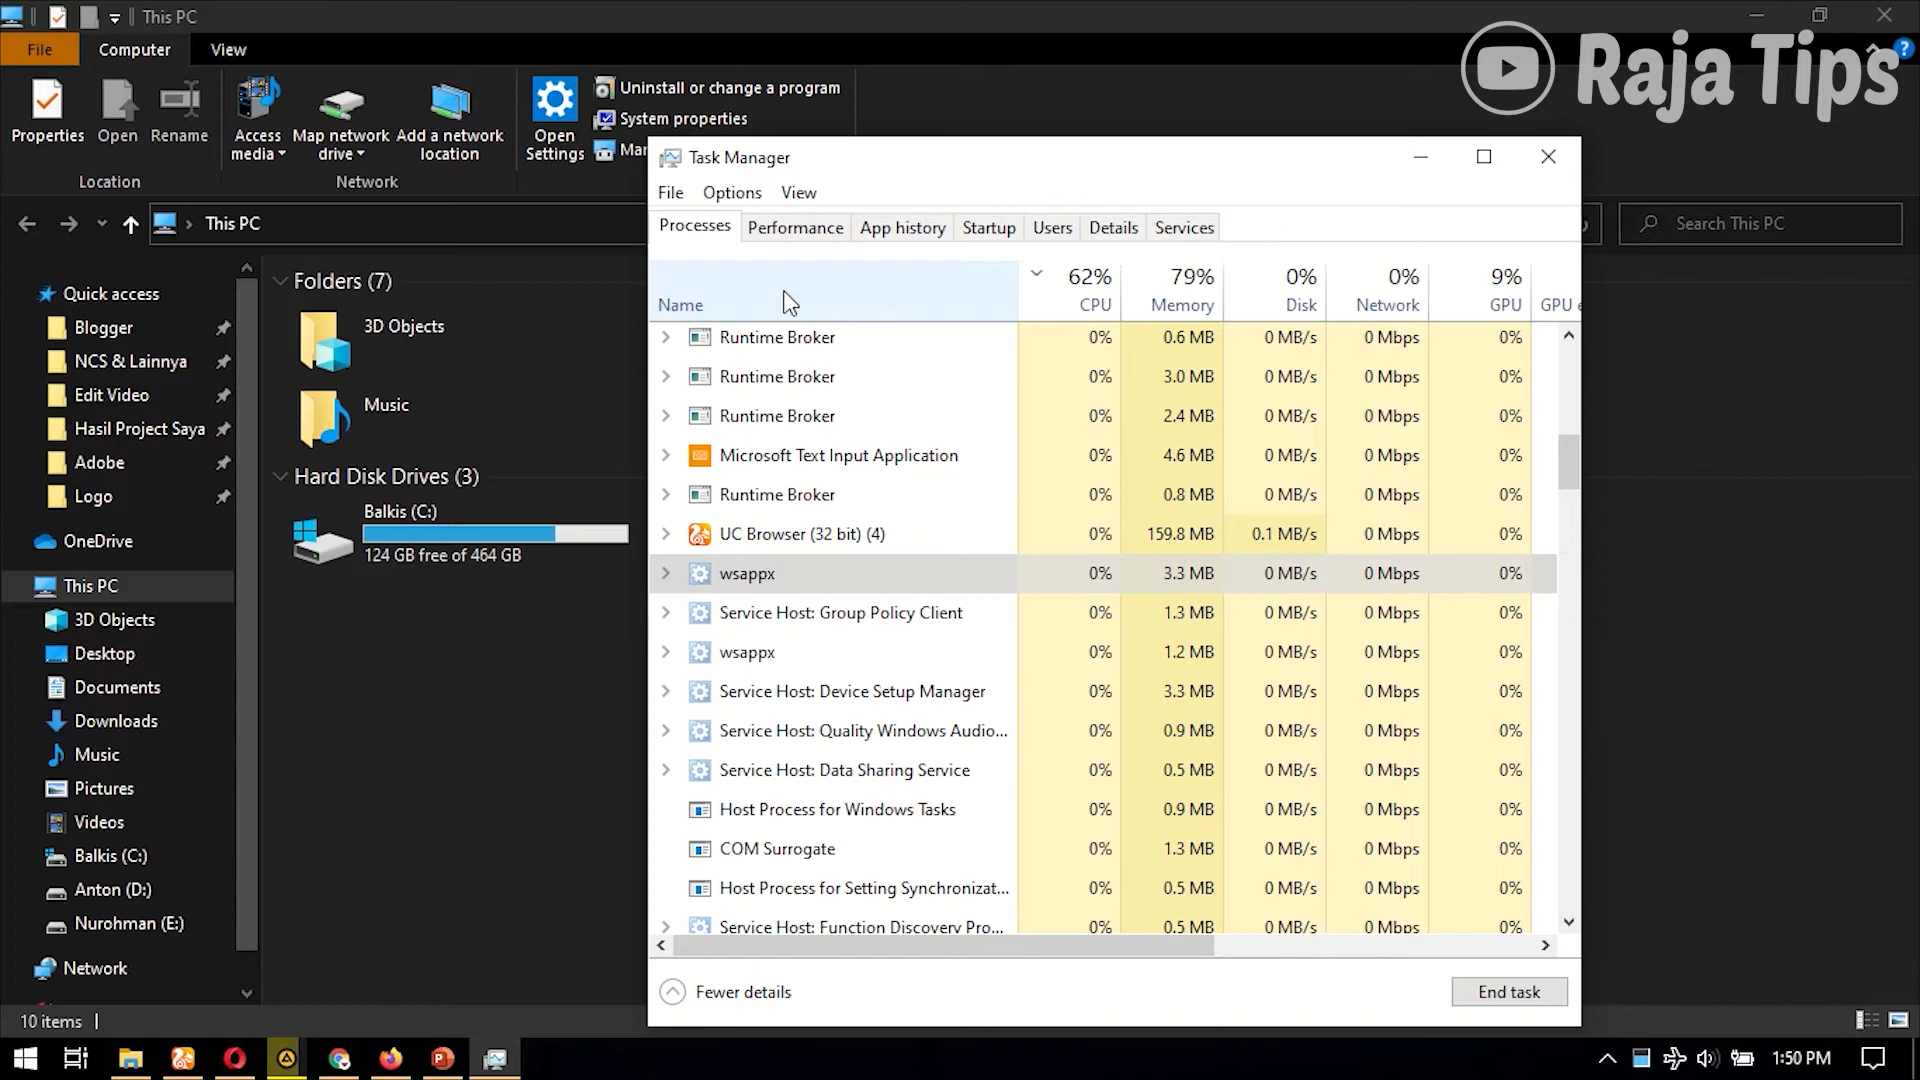 This PC
File
Computer
View
Raja Tips
Properties
Open
Rename
Access media
Map network drive
Add a network location
Open Settings
Uninstall or change a program
System properties
Location
Network
This PC
Search This PC
Quick access
Blogger
NCS & Lainnya
Edit Video
Hasil Project Saya
Adobe
Logo
OneDrive
This PC
3D Objects
Desktop
Documents
Downloads
Music
Pictures
Videos
Balkis (C:)
Anton (D:)
Nurohman (E:)
Network
Folders (7)
3D Objects
Music
Hard Disk Drives (3)
Balkis (C:)
124 GB free of 464 GB
10 items
Task Manager
File Options View
Processes Performance App history Startup Users Details Services
62% 79% 0% 0% 9%
Name CPU Memory Disk Network GPU GPU e
Runtime Broker 0% 0.6 MB 0 MB/s 0 Mbps 0%
Runtime Broker 0% 3.0 MB 0 MB/s 0 Mbps 0%
Runtime Broker 0% 2.4 MB 0 MB/s 0 Mbps 0%
Microsoft Text Input Application 0% 4.6 MB 0 MB/s 0 Mbps 0%
Runtime Broker 0% 0.8 MB 0 MB/s 0 Mbps 0%
UC Browser (32 bit) (4) 0% 159.8 MB 0.1 MB/s 0 Mbps 0%
wsappx 0% 3.3 MB 0 MB/s 0 Mbps 0%
Service Host: Group Policy Client 0% 1.3 MB 0 MB/s 0 Mbps 0%
wsappx 0% 1.2 MB 0 MB/s 0 Mbps 0%
Service Host: Device Setup Manager 0% 3.3 MB 0 MB/s 0 Mbps 0%
Service Host: Quality Windows Audio... 0% 0.9 MB 0 MB/s 0 Mbps 0%
Service Host: Data Sharing Service 0% 0.5 MB 0 MB/s 0 Mbps 0%
Host Process for Windows Tasks 0% 0.9 MB 0 MB/s 0 Mbps 0%
COM Surrogate 0% 1.3 MB 0 MB/s 0 Mbps 0%
Host Process for Setting Synchronizat... 0% 0.5 MB 0 MB/s 0 Mbps 0%
Service Host: Function Discovery Pro... 0% 0.5 MB 0 MB/s 0 Mbps 0%
Fewer details
End task
1:50 PM